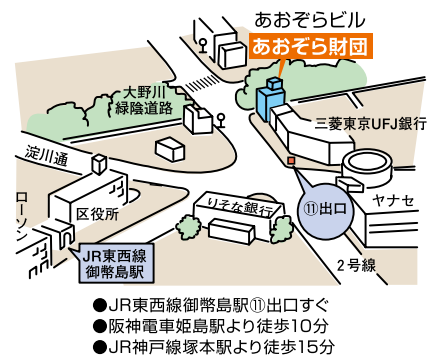 あおぞらビル
あおぞら財団
大野川
緑陰道路
三菱東京UFJ銀行
淀川通
りそな銀行
⑪出口
ヤナセ
区役所
ローソン
JR東西線
御幣島駅
2号線
●JR東西線御幣島駅⑪出口すぐ
●阪神電車姫島駅より徒歩10分
●JR神戸線塚本駅より徒歩15分